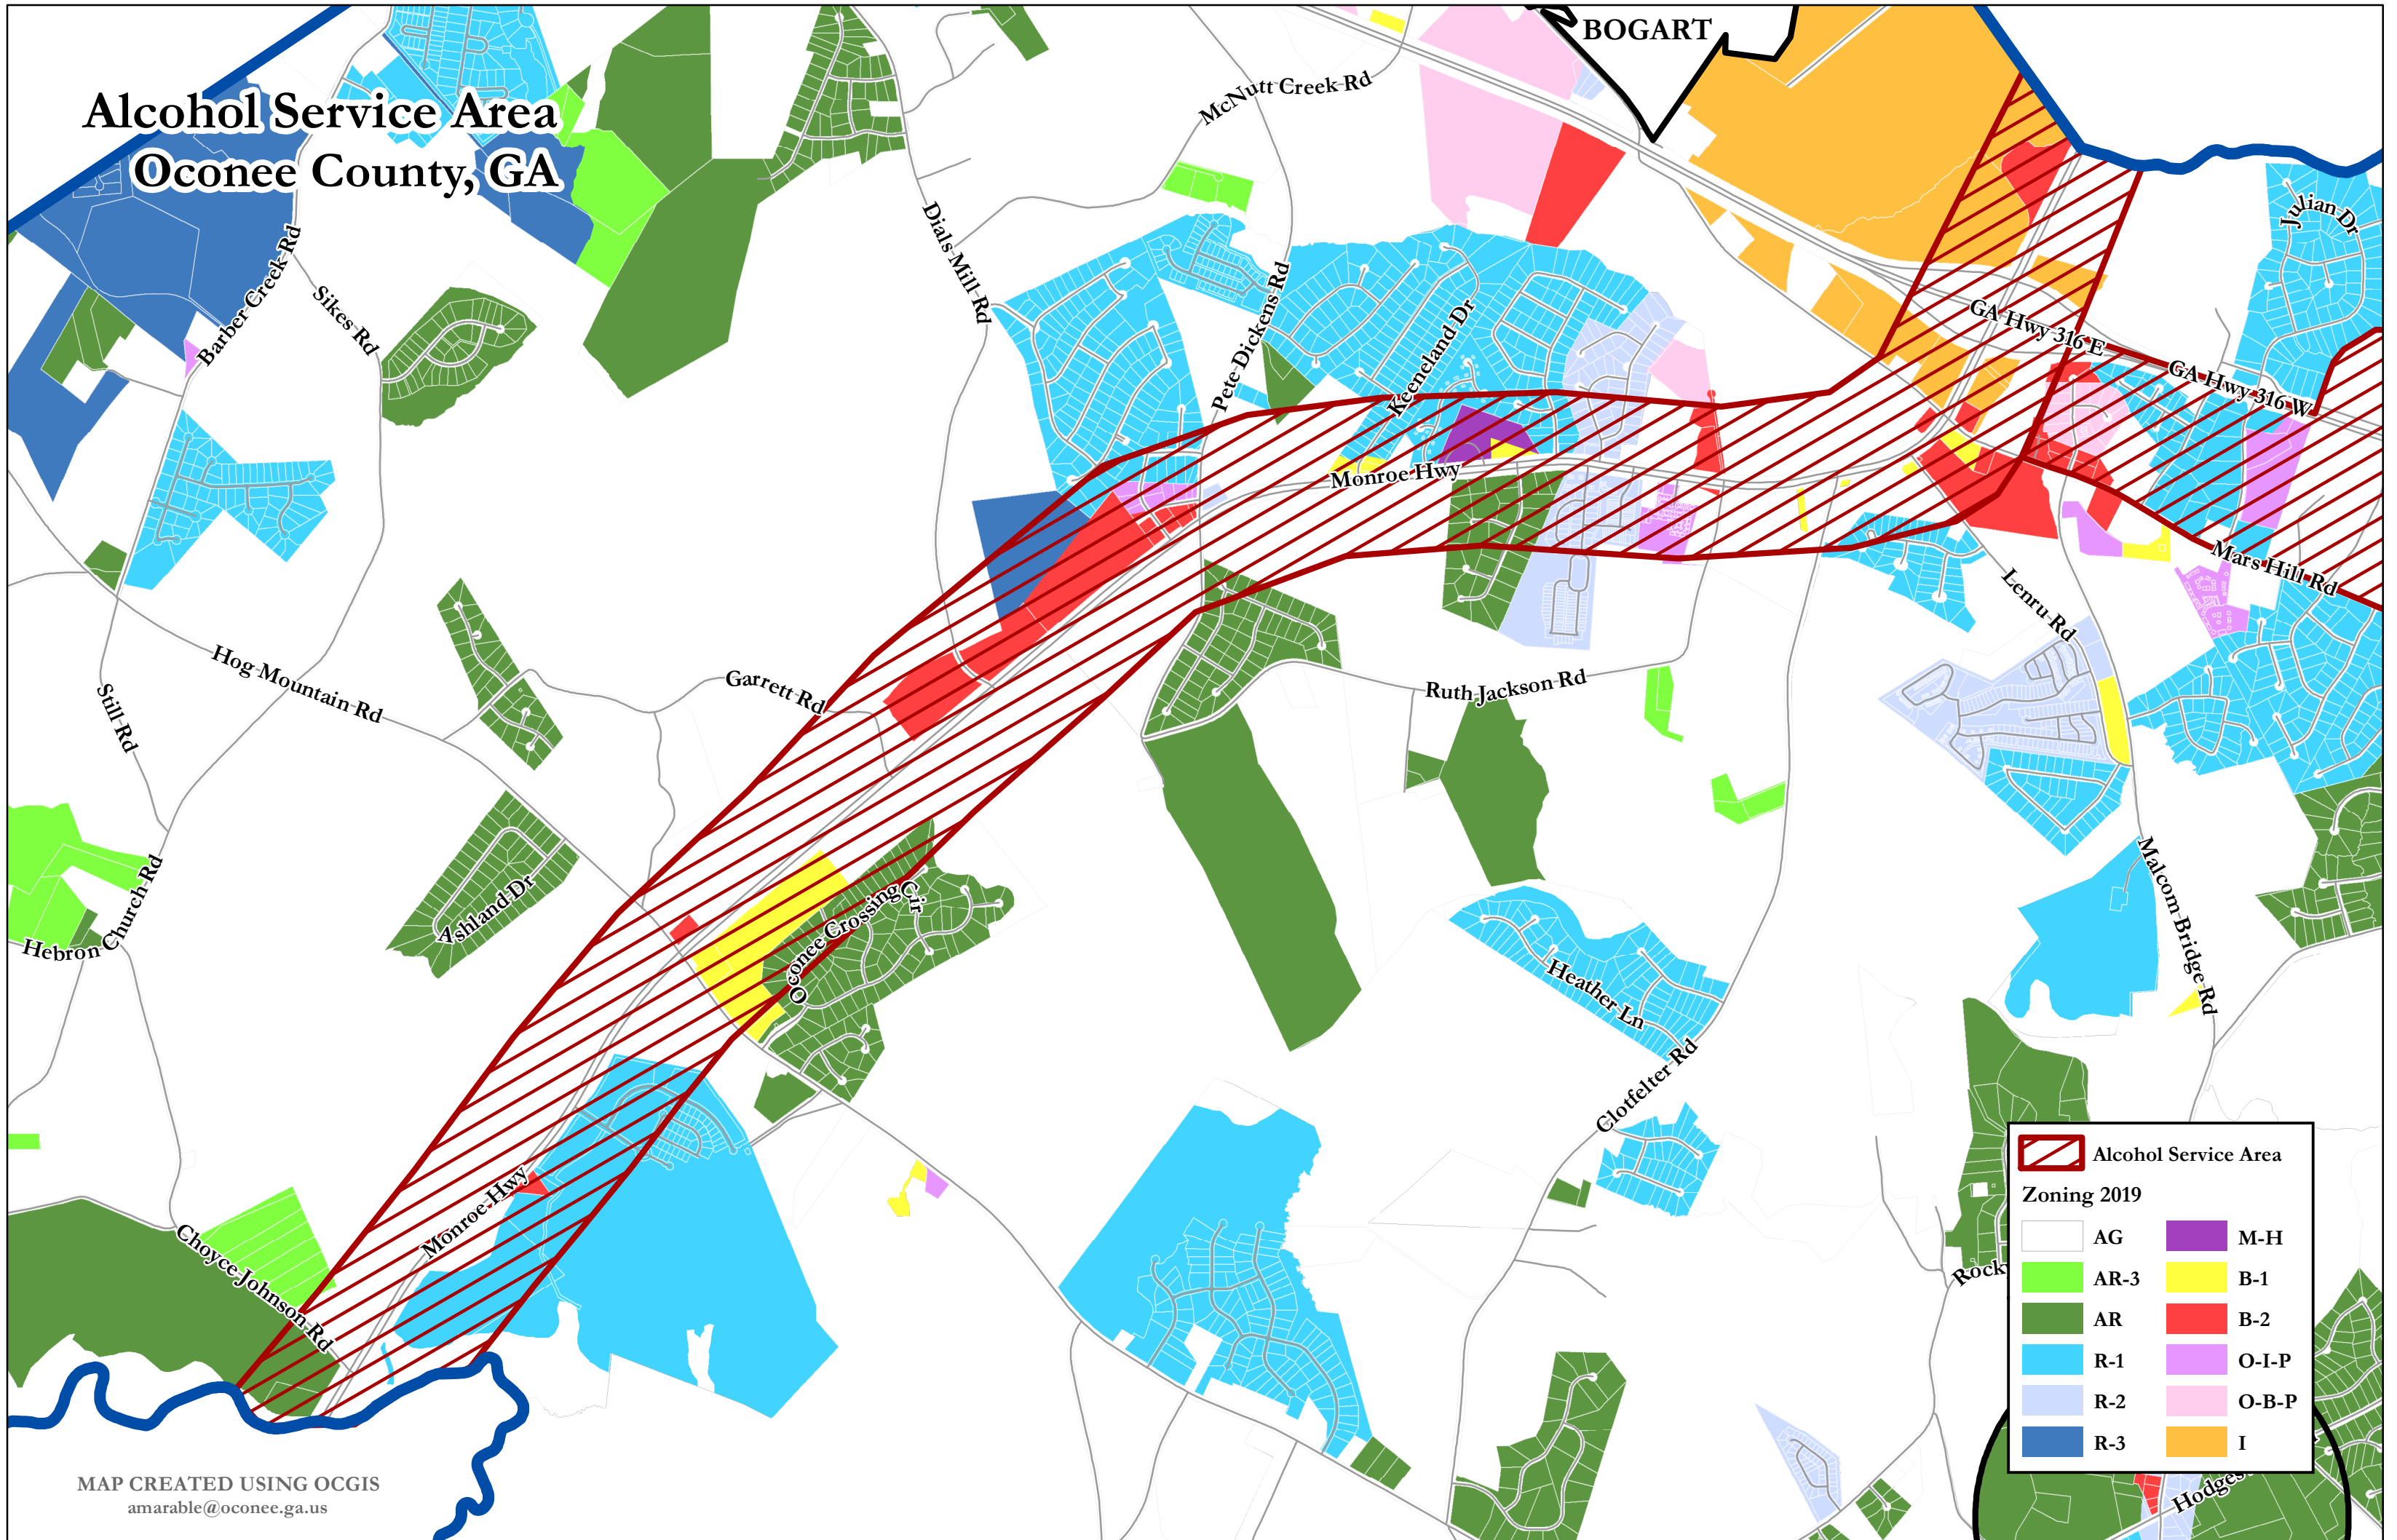 BOGART
Alcohol Service Area
Oconee County, GA
McNutt Creek Rd
Dials Mill Rd
Julian Dr
Barber Creek Rd
Sikes Rd
Pete Dickens Rd
Keeneland Dr
GA Hwy 316 E
GA Hwy 316 W
Monroe Hwy
Mars Hill Rd
Lenru Rd
Hog Mountain Rd
Still Rd
Garrett Rd
Ruth Jackson Rd
Malcom Bridge Rd
Hebron Church Rd
Ashland Dr
Oconee Crossing Cir
Heather Ln
Clotfelter Rd
Choyce Johnson Rd
Monroe Hwy
Alcohol Service Area
Zoning 2019
AG
AR-3
AR
R-1
R-2
R-3
M-H
B-1
B-2
O-I-P
O-B-P
I
MAP CREATED USING OCGIS
amarable@oconee.ga.us